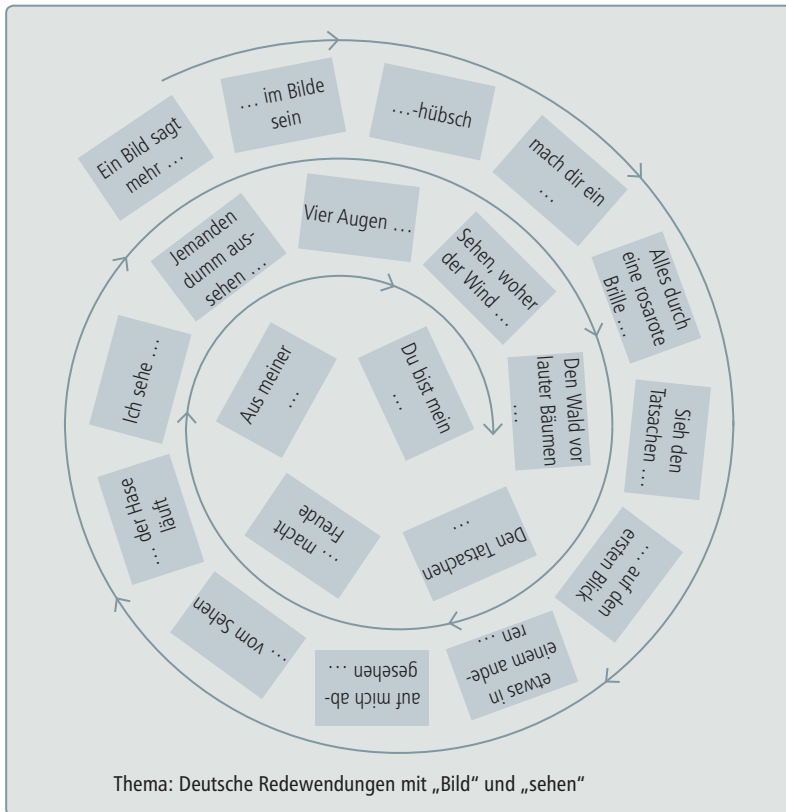 Ein Bild sagt
mehr …
… im Bilde
sein
…-hübsch
mach dir ein
…
Alles durch
eine rosarote
Brille …
Sieh den
Tatsachen
…
… auf den
ersten Blick
etwas in
einem ande-
ren …
auf mich ab-
gesehen …
… vom Sehen
… der Hase
läuft
Ich sehe …
Jemanden
dumm aus-
sehen …
Vier Augen …
Sehen, woher
der Wind …
Den Wald vor
lauter Bäumen
…
Den Tatsachen
…
… macht
Freude
Aus meiner
…
Du bist mein
…
Thema: Deutsche Redewendungen mit „Bild“ und „sehen“